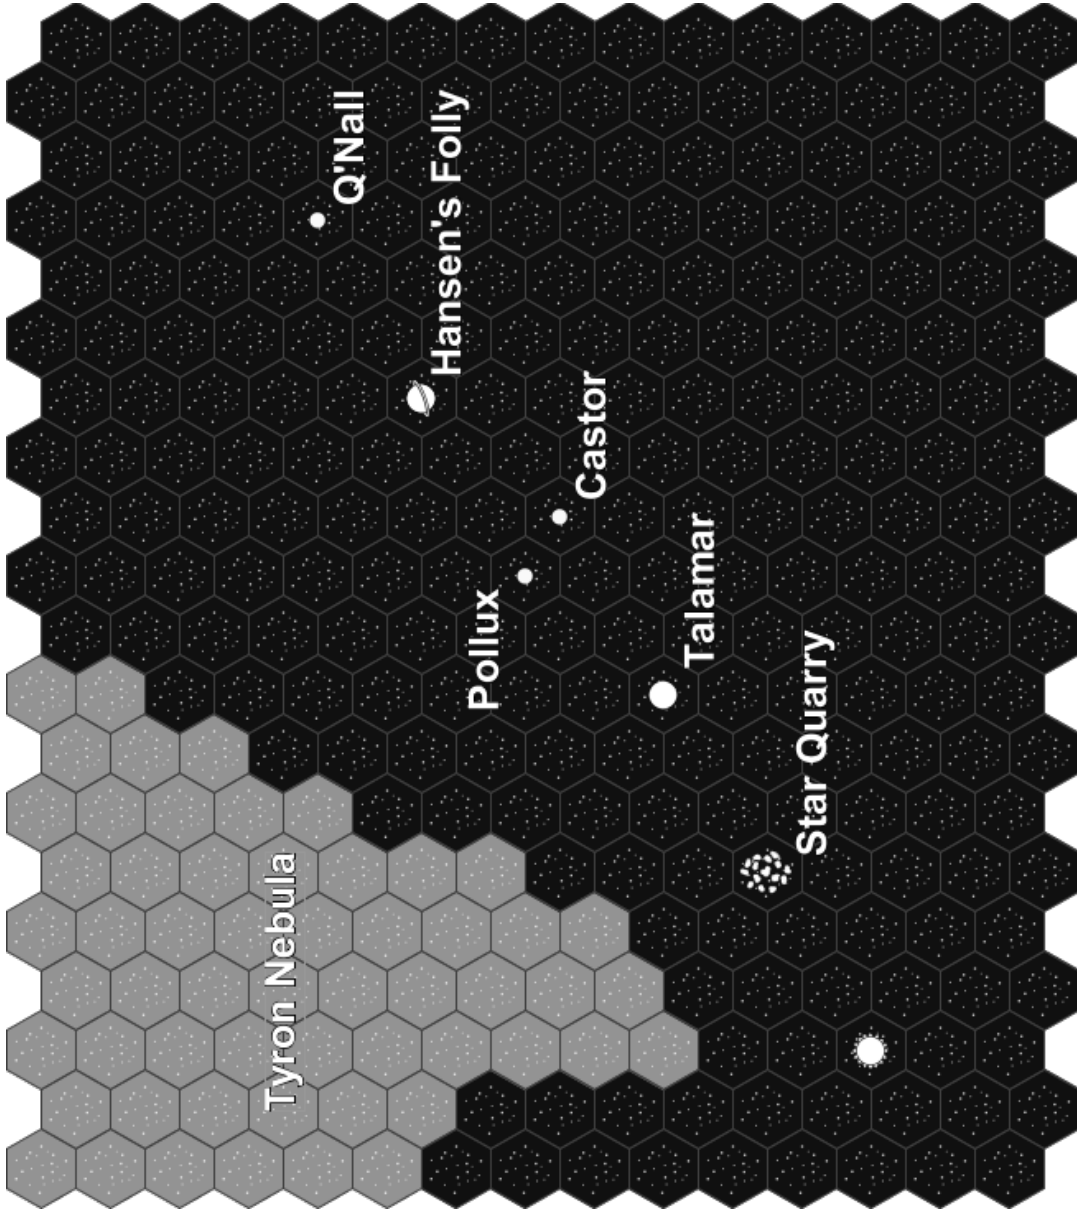 Tyron Nebula
Q'Nall
Hansen's Folly
Pollux
Castor
Talamar
Star Quarry